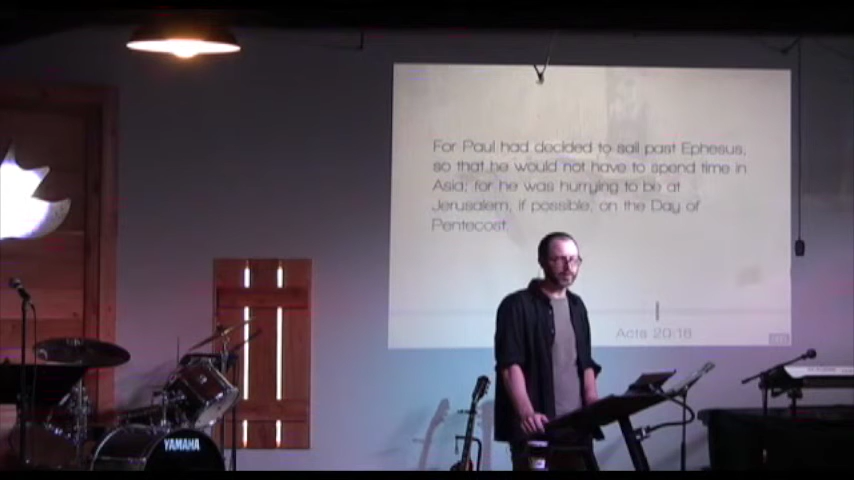 For Paul had decided to sail past Ephesus,
so that he would not have to spend time in
Asia; for he was hurrying to be at
Jerusalem, if possible, on the Day of
Pentecost.
Acts 20:16
YAMAHA